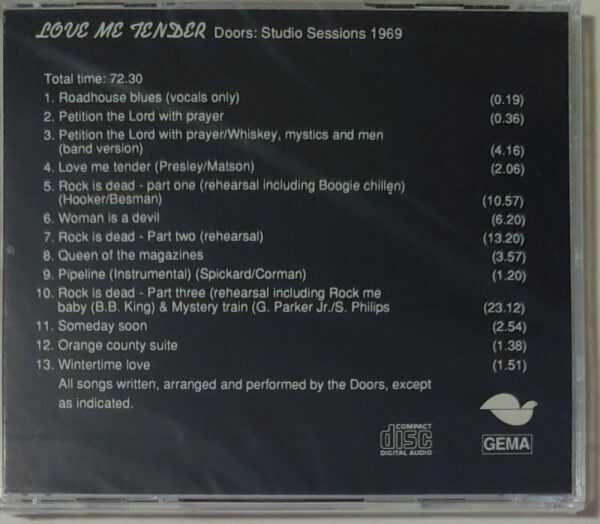 LOVE ME TENDER Doors: Studio Sessions 1969
Total time: 72.30
1. Roadhouse blues (vocals only) (0.19)
2. Petition the Lord with prayer (0.36)
3. Petition the Lord with prayer/Whiskey, mystics and men
(band version) (4.16)
4. Love me tender (Presley/Matson) (2.06)
5. Rock is dead - part one (rehearsal including Boogie chillen)
(Hooker/Besman) (10.57)
6. Woman is a devil (6.20)
7. Rock is dead - Part two (rehearsal) (13.20)
8. Queen of the magazines (3.57)
9. Pipeline (Instrumental) (Spickard/Corman) (1.20)
10. Rock is dead - Part three (rehearsal including Rock me
baby (B.B. King) & Mystery train (G. Parker Jr./S. Philips (23.12)
11. Someday soon (2.54)
12. Orange county suite (1.38)
13. Wintertime love (1.51)
All songs written, arranged and performed by the Doors, except
as indicated.
COMPACT
disc
DIGITAL AUDIO
GEMA